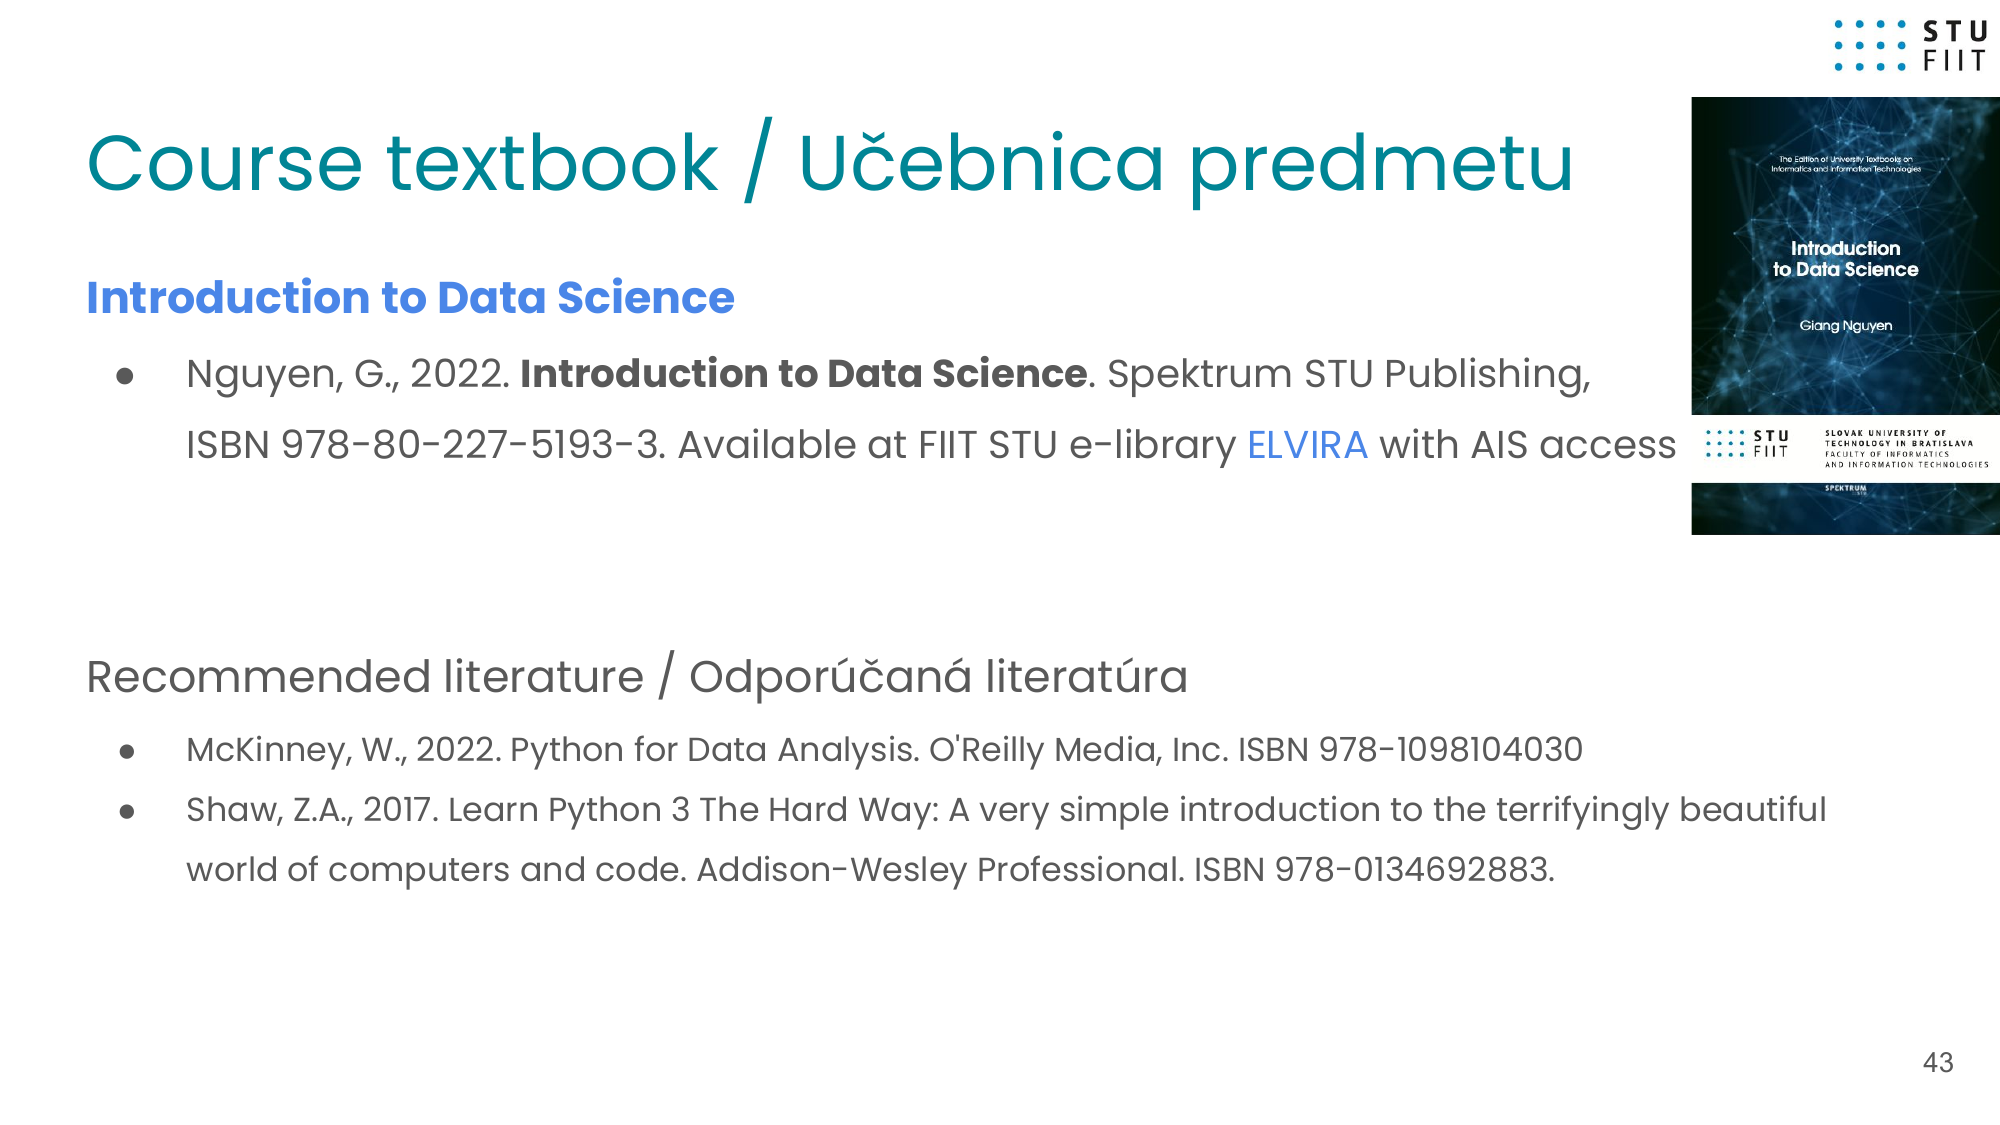 STU
FIIT
Course textbook / Učebnica predmetu
The Edition of University Textbooks on
Informatics and Information Technologies
Introduction
to Data Science
Giang Nguyen
STU
FIIT
SLOVAK UNIVERSITY OF
TECHNOLOGY IN BRATISLAVA
FACULTY OF INFORMATICS
AND INFORMATION TECHNOLOGIES
SPEKTRUM
Introduction to Data Science
● Nguyen, G., 2022. Introduction to Data Science. Spektrum STU Publishing,
ISBN 978-80-227-5193-3. Available at FIIT STU e-library ELVIRA with AIS access
Recommended literature / Odporúčaná literatúra
● McKinney, W., 2022. Python for Data Analysis. O'Reilly Media, Inc. ISBN 978-1098104030
● Shaw, Z.A., 2017. Learn Python 3 The Hard Way: A very simple introduction to the terrifyingly beautiful
world of computers and code. Addison-Wesley Professional. ISBN 978-0134692883.
43